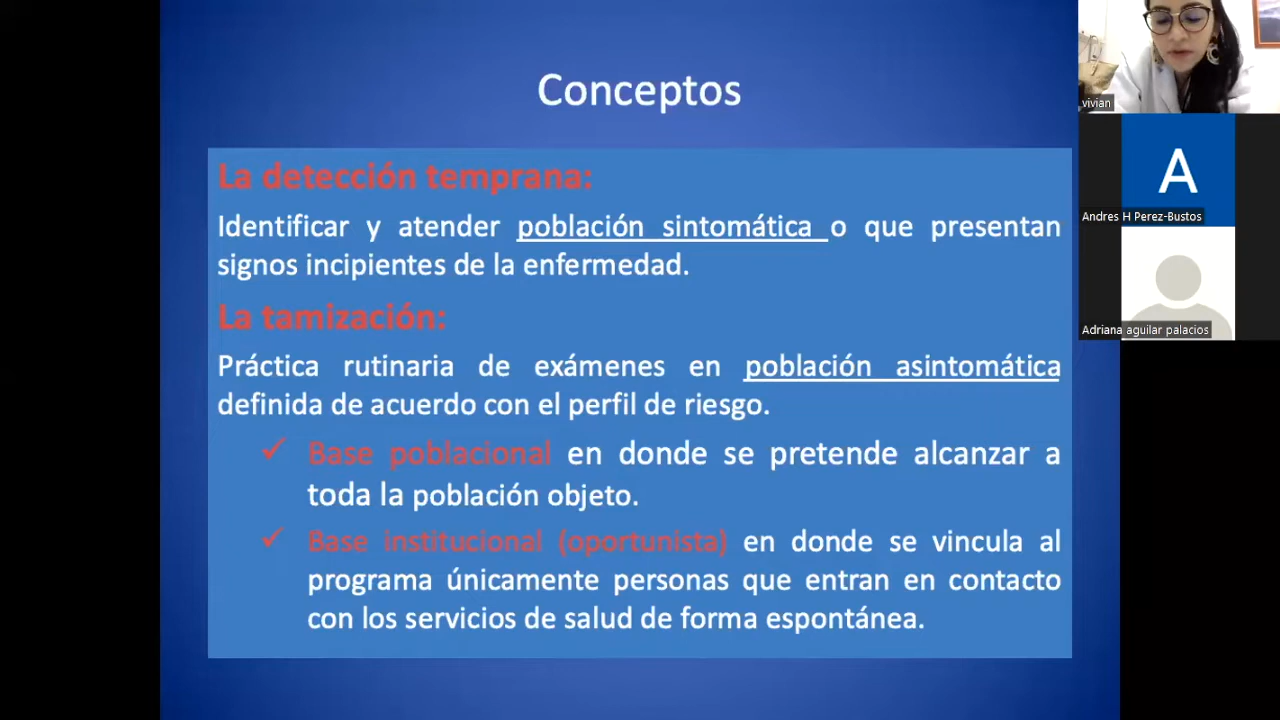 Conceptos
La detección temprana:
Identificar y atender población sintomática o que presentan
signos incipientes de la enfermedad.
La tamización:
Práctica rutinaria de exámenes en población asintomática
definida de acuerdo con el perfil de riesgo.
✓ Base poblacional en donde se pretende alcanzar a
toda la población objeto.
✓ Base institucional (oportunista) en donde se vincula al
programa únicamente personas que entran en contacto
con los servicios de salud de forma espontánea.
vivian
A
Andres H Perez-Bustos
Adriana aguilar palacios